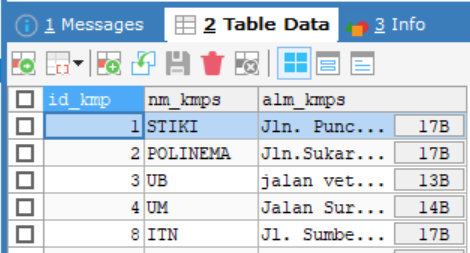 1 Messages 2 Table Data 3 Info
id_kmp nm_kmps alm_kmps
1 STIKI Jln. Punc... 17B
2 POLINEMA Jln.Sukar... 17B
3 UB jalan vet... 13B
4 UM Jalan Sur... 14B
8 ITN Jl. Sumbe... 17B